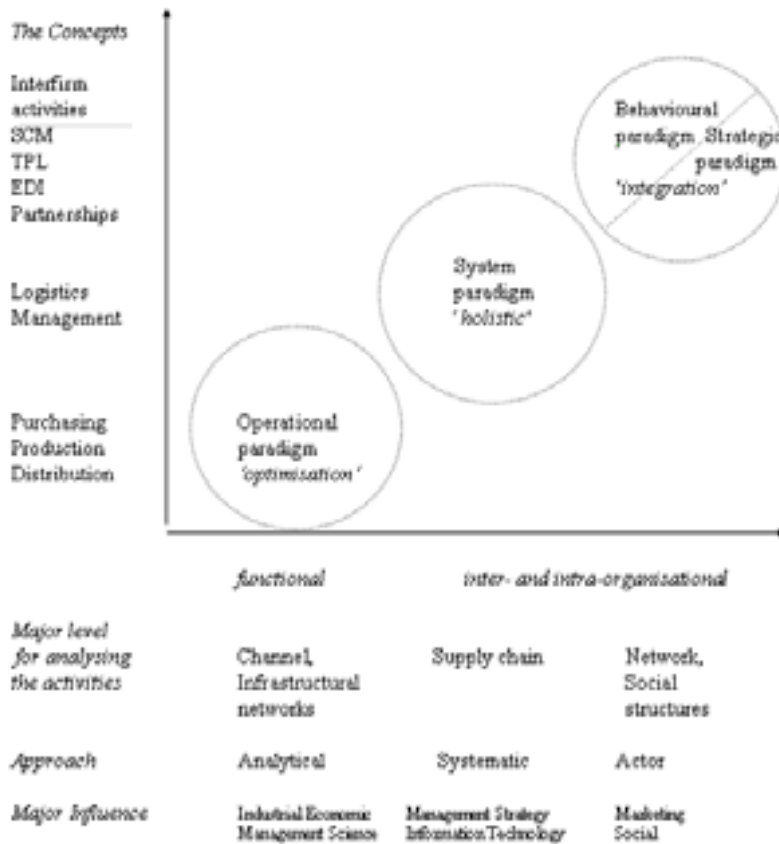 The Concepts
Interfirm
activities
SCM
TPL
EDI
Partnerships
Logistics
Management
Purchasing
Production
Distribution
Behavioural
paradigm Strategic
paradigm
'integration'
System
paradigm
'holistic'
Operational
paradigm
'optimisation'
functional inter- and intra-organisational
Major level
for analysing
the activities
Channel,
Infrastructural
networks
Supply chain
Network,
Social
structures
Approach Analytical Systematic Actor
Major Influence
Industrial Economic
Management Science
Management Strategy
Information Technology
Marketing
Social